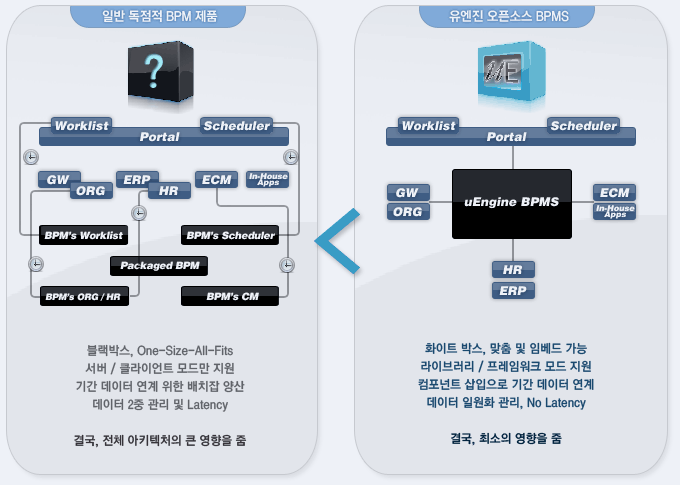 일반 독점적 BPM 제품
?
Worklist
Scheduler
Portal
GW
ORG
ERP
HR
ECM
In-House
Apps
BPM's Worklist
BPM's Scheduler
Packaged BPM
BPM's ORG / HR
BPM's CM
블랙박스, One-Size-All-Fits
서버 / 클라이언트 모드만 지원
기간 데이터 연계 위한 배치잡 양산
데이터 2중 관리 및 Latency
결국, 전체 아키텍처의 큰 영향을 줌
유엔진 오픈소스 BPMS
uE
Worklist
Scheduler
Portal
GW
ORG
uEngine BPMS
ECM
In-House
Apps
HR
ERP
화이트 박스, 맞춤 및 임베드 가능
라이브러리 / 프레임워크 모드 지원
컴포넌트 삽입으로 기간 데이터 연계
데이터 일원화 관리, No Latency
결국, 최소의 영향을 줌